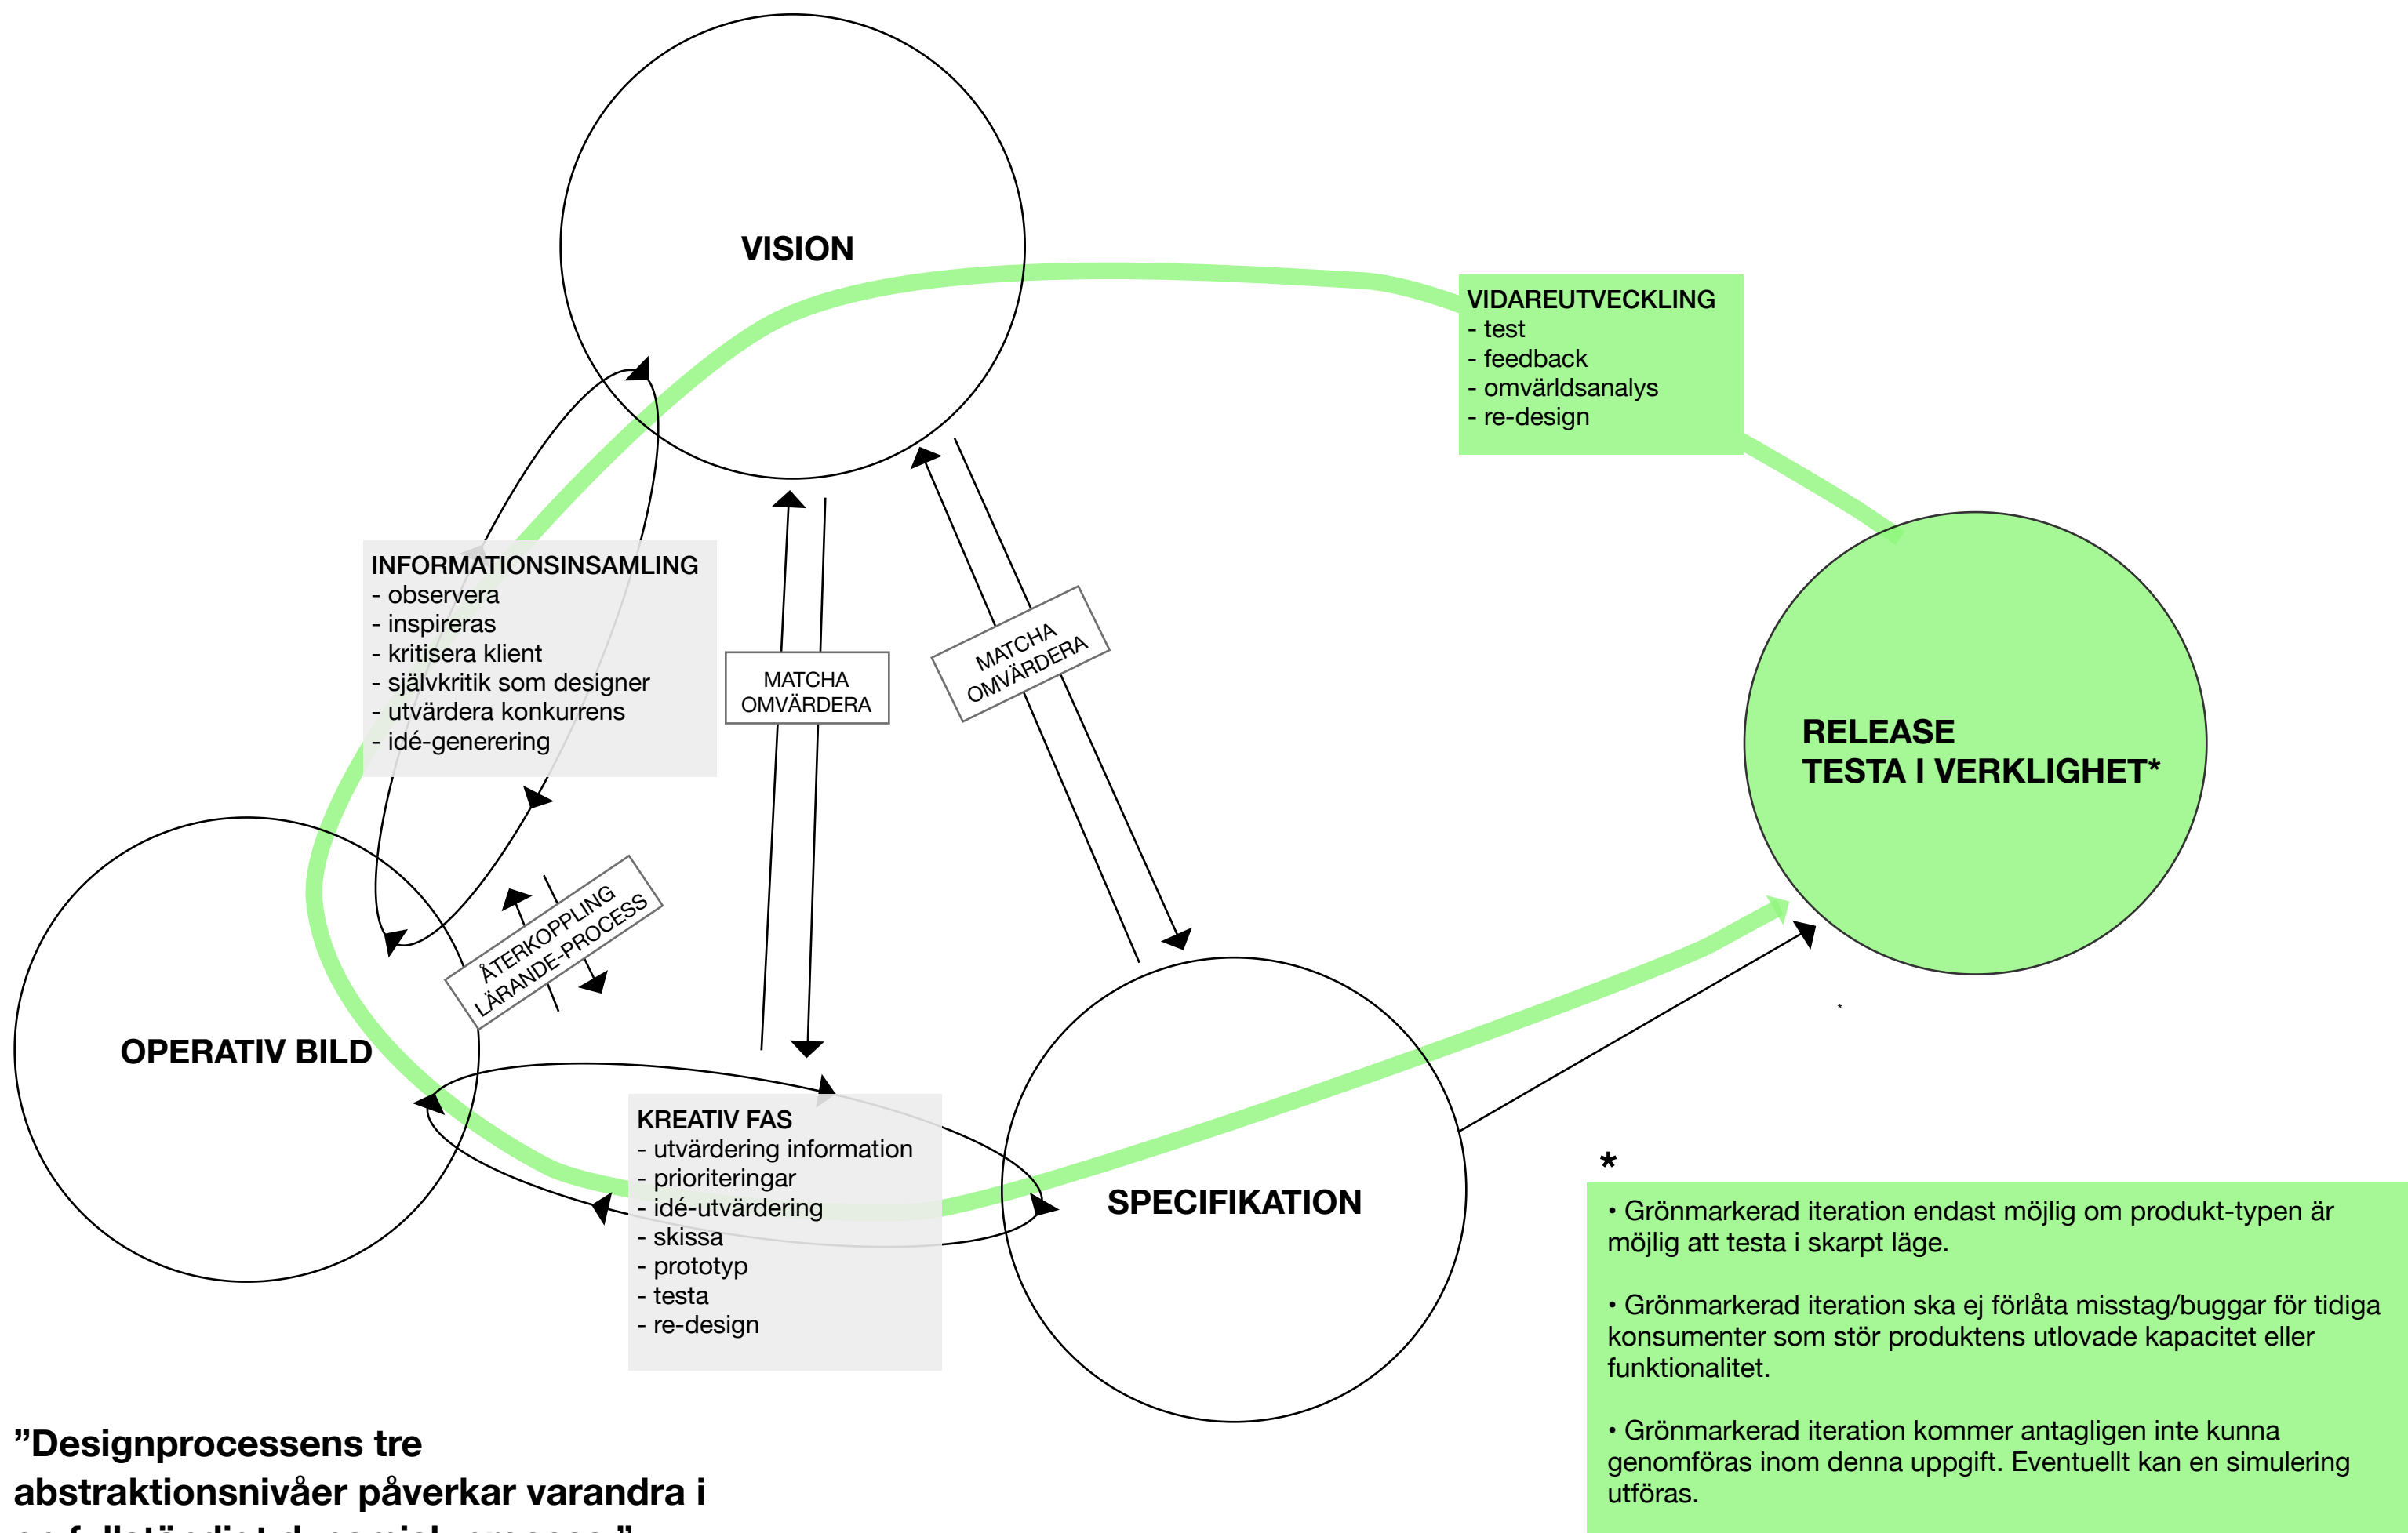 VISION
VIDAREUTVECKLING
- test
- feedback
- omvärldsanalys
- re-design
INFORMATIONSINSAMLING
- observera
- inspireras
- kritisera klient
- självkritik som designer
- utvärdera konkurrens
- idé-generering
MATCHA
OMVÄRDERA
MATCHA
OMVÄRDERA
RELEASE
TESTA I VERKLIGHET*
ÅTERKOPPLING
LÄRANDE-PROCESS
*
OPERATIV BILD
KREATIV FAS
- utvärdering information
- prioriteringar
- idé-utvärdering
- skissa
- prototyp
- testa
- re-design
SPECIFIKATION
*
• Grönmarkerad iteration endast möjlig om produkt-typen är
möjlig att testa i skarpt läge.
• Grönmarkerad iteration ska ej förlåta misstag/buggar för tidiga
konsumenter som stör produktens utlovade kapacitet eller
funktionalitet.
• Grönmarkerad iteration kommer antagligen inte kunna
genomföras inom denna uppgift. Eventuellt kan en simulering
utföras.
”Designprocessens tre
abstraktionsnivåer påverkar varandra i
en fullständigt dynamisk process.”